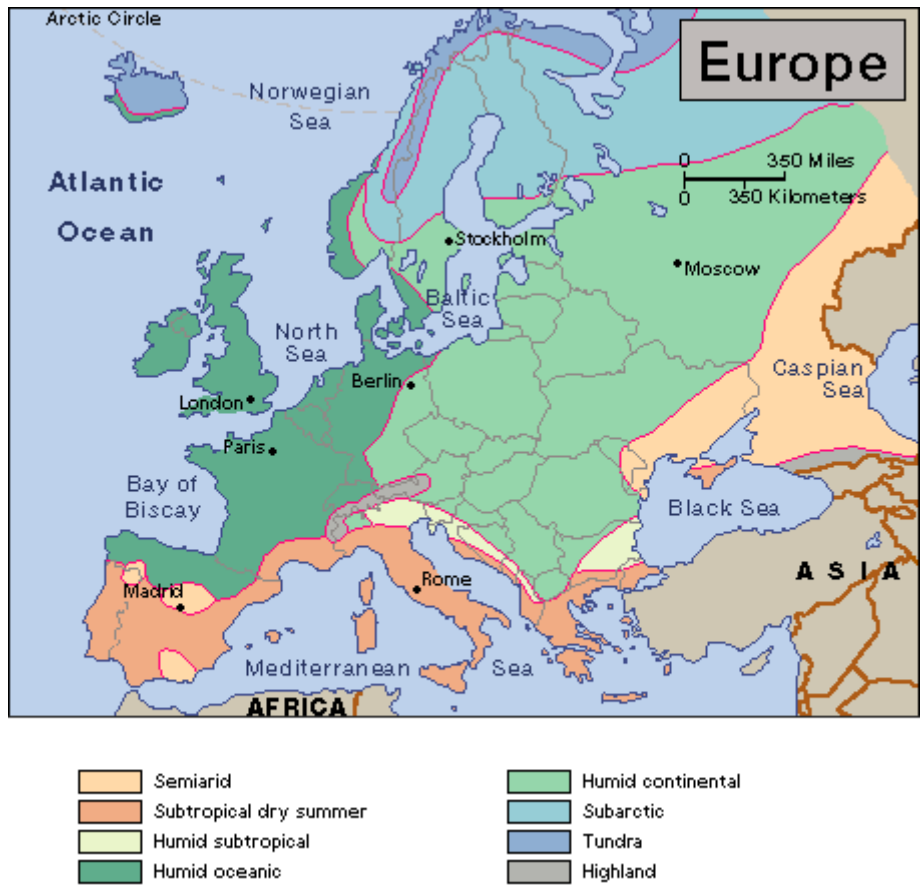 Arctic Circle
Europe
Norwegian
Sea
Atlantic
Ocean
0 350 Miles
0 350 Kilometers
Stockholm
Moscow
Baltic
Sea
North
Sea
Caspian
Sea
Berlin
London
Paris
Bay of
Biscay
Black Sea
ASIA
Madrid
Rome
Mediterranean Sea
AFRICA
Semiarid
Subtropical dry summer
Humid subtropical
Humid oceanic
Humid continental
Subarctic
Tundra
Highland